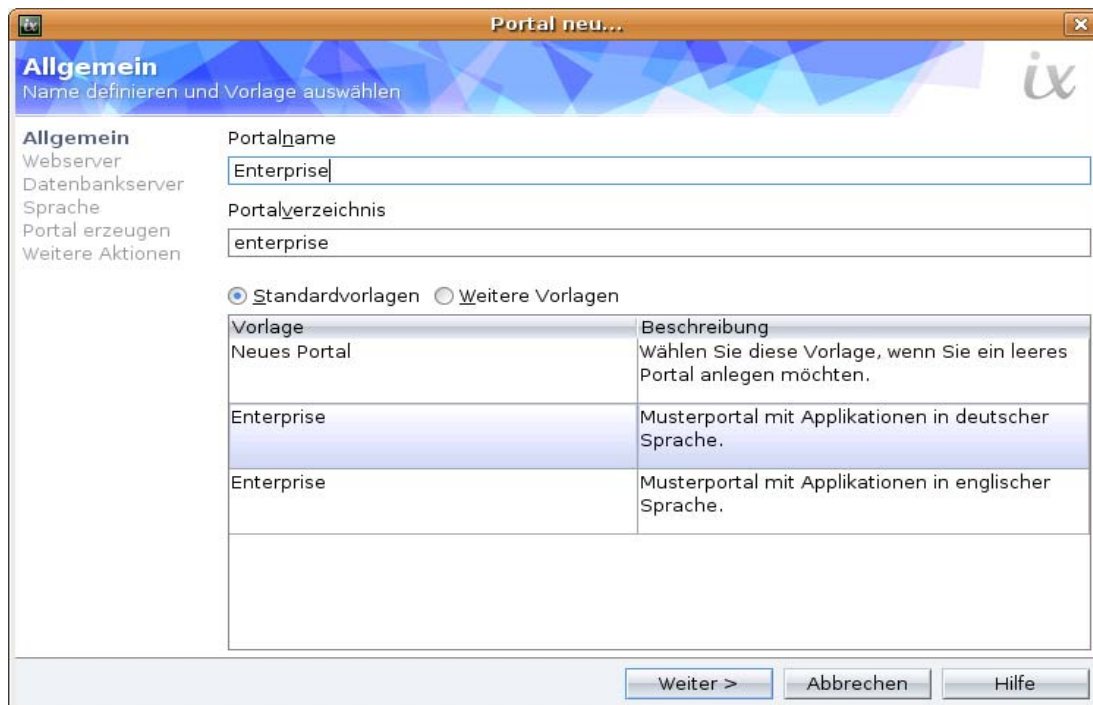 ix
Portal neu...
Allgemein
Name definieren und Vorlage auswählen
ix
Allgemein
Webserver
Datenbankserver
Sprache
Portal erzeugen
Weitere Aktionen
Portalname
Enterprise
Portalverzeichnis
enterprise
Standardvorlagen Weitere Vorlagen
Vorlage Beschreibung
Neues Portal Wählen Sie diese Vorlage, wenn Sie ein leeres
Portal anlegen möchten.
Enterprise Musterportal mit Applikationen in deutscher
Sprache.
Enterprise Musterportal mit Applikationen in englischer
Sprache.
Weiter > Abbrechen Hilfe